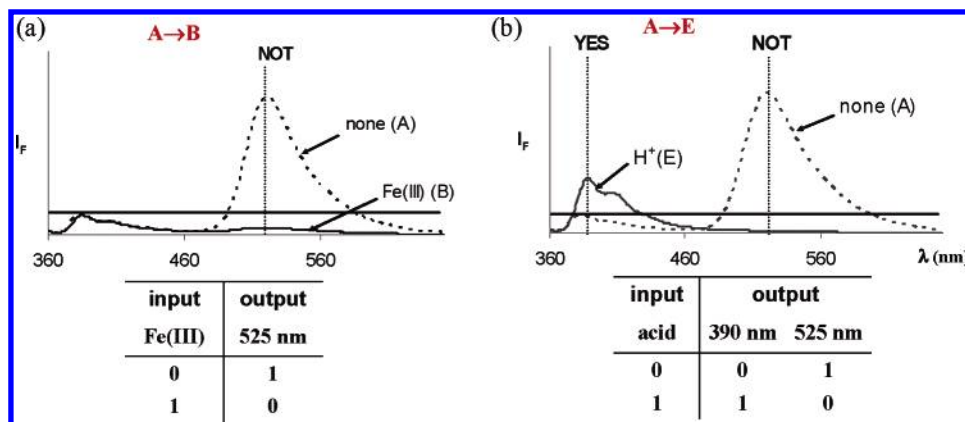 (a)
A→B
NOT
none (A)
I_F
Fe(III) (B)
360 460 560
input output
Fe(III) 525 nm
0 1
1 0
(b)
A→E
YES NOT
none (A)
I_F
H⁺(E)
360 460 560 λ (nm)
input output
acid 390 nm 525 nm
0 0 1
1 1 0